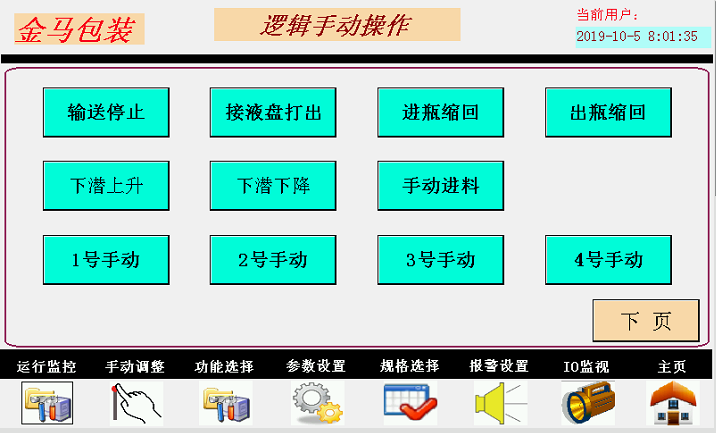 金马包装
逻辑手动操作
当前用户：
2019-10-5 8:01:35
输送停止 接液盘打出 进瓶缩回 出瓶缩回
下潜上升 下潜下降 手动进料
1号手动 2号手动 3号手动 4号手动
下 页
运行监控 手动调整 功能选择 参数设置 规格选择 报警设置 IO监视 主页